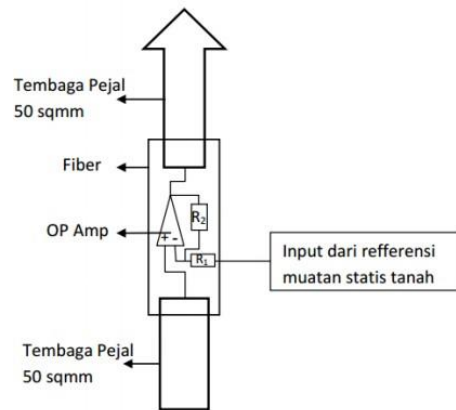 Tembaga Pejal
50 sqmm
Fiber
R2
OP Amp
+ -
R1
Input dari refferensi
muatan statis tanah
Tembaga Pejal
50 sqmm